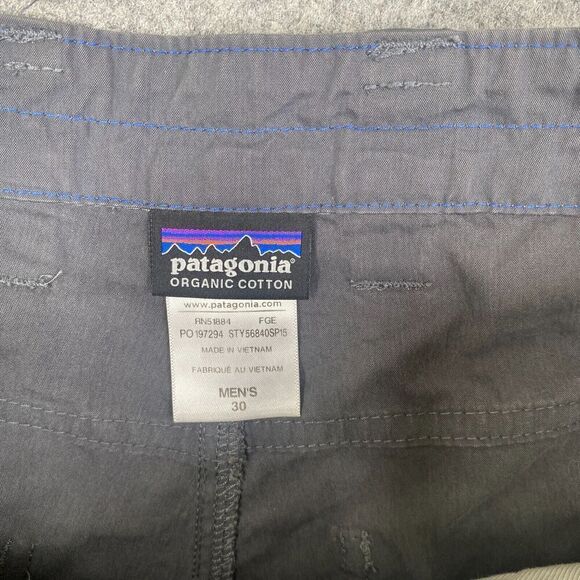 patagonia®
ORGANIC COTTON
www.patagonia.com
RN51884 FGE
PO197294 STY56840SP15
MADE IN VIETNAM
FABRIQUÉ AU VIETNAM
MEN'S
30